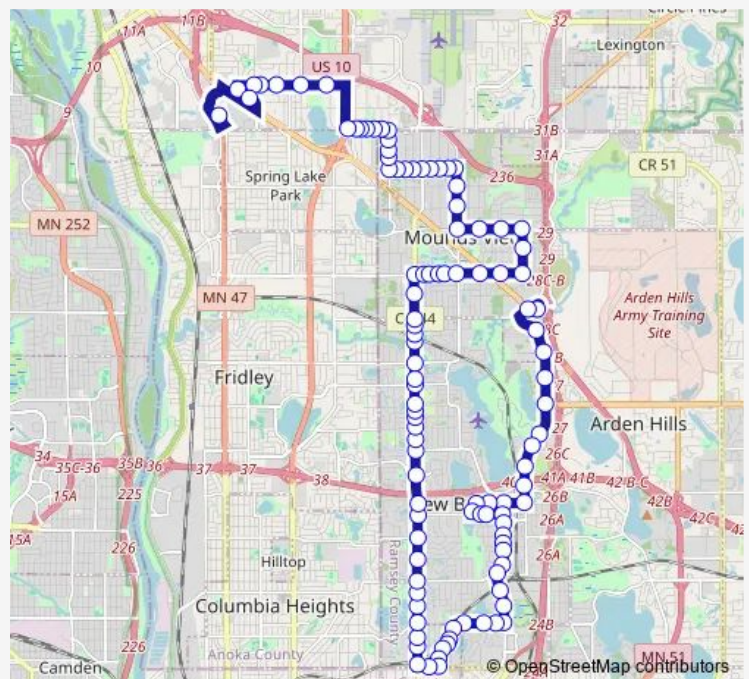 Circle Pines
11B
11A
32
Lexington
10
US 10
9
31B
31A
CR 51
236
Spring Lake
Park
MN 252
29
29
28C-B
MN 47
Arden Hills
Army Training
Site
Fridley
27
Arden Hills
34
35C-36
35B
36
37
37
38
26C
41A
41B
42-B-C
15A
225
26B
42B
42C
15A
26A
226
26A
Hilltop
Ramsey County
Columbia Heights
24B
226
Anoka County
Camden
MN 51
© OpenStreetMap contributors